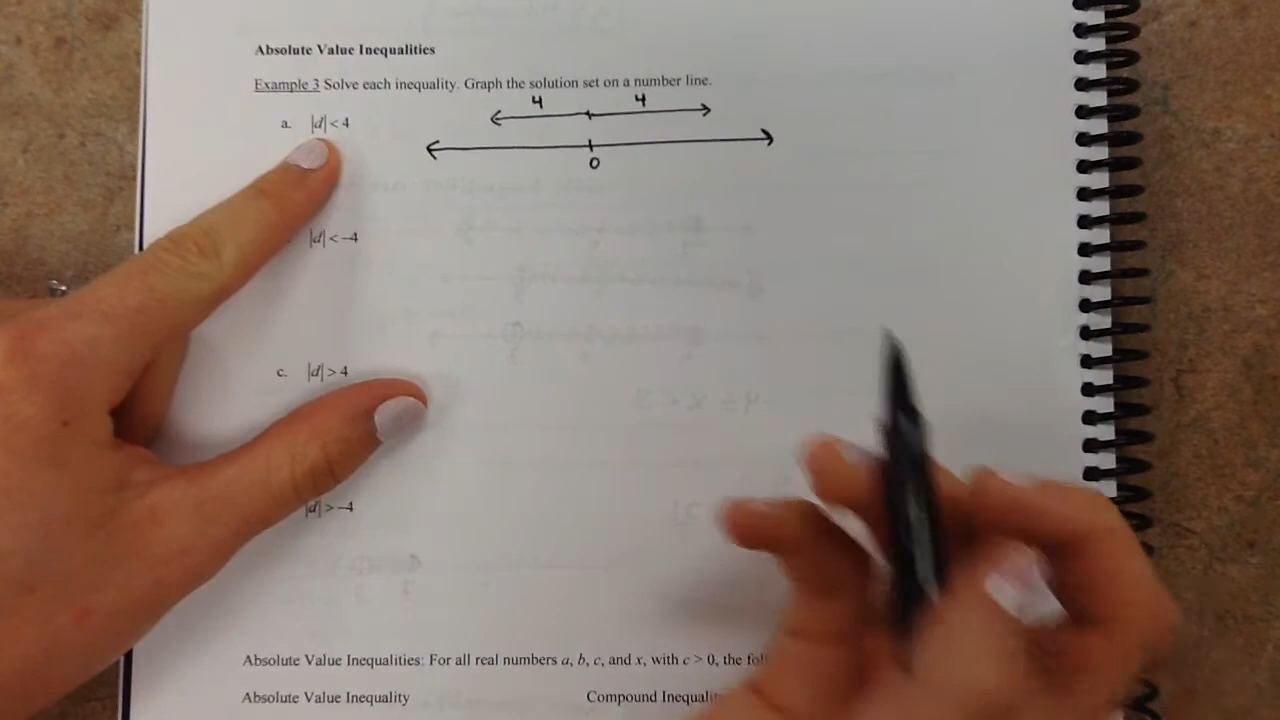 Absolute Value Inequalities
Example 3 Solve each inequality. Graph the solution set on a number line.
4 4
a. |d| < 4
0
|d| < -4
c. |d| > 4
|d| > -4
Absolute Value Inequalities: For all real numbers a, b, c, and x, with c > 0, the
Absolute Value Inequality Compound